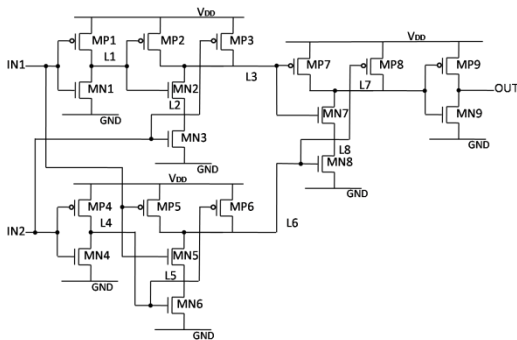 VDD
MP1
MP2
MP3
VDD
IN1
L1
L3
MP7
MP8
MP9
L7
OUT
MN1
MN2
L2
GND
MN3
MN7
MN9
GND
L8
MN8
GND
VDD
GND
MP4
MP5
MP6
IN2
L4
L6
MN4
MN5
L5
GND
MN6
GND